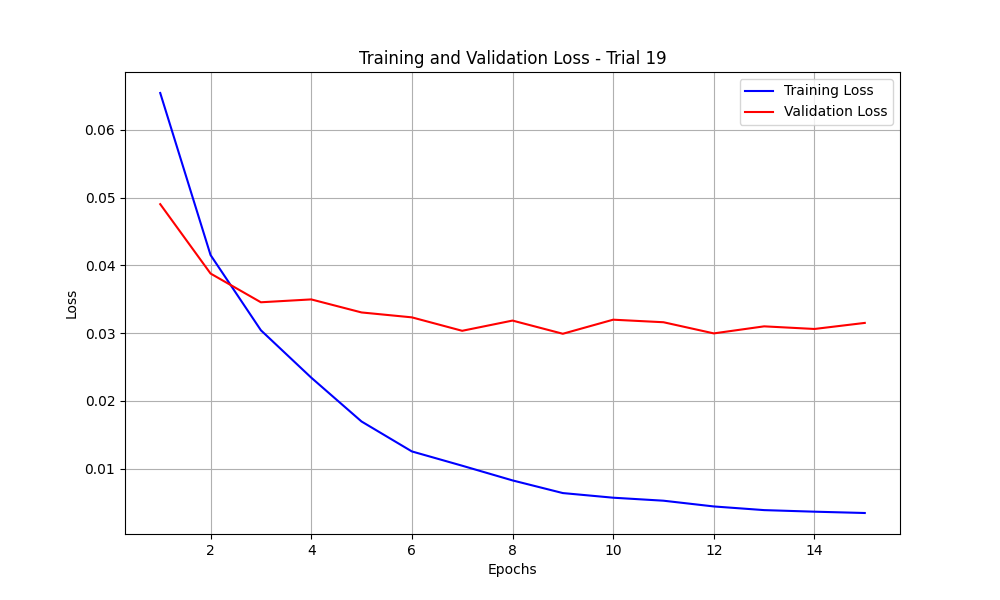 Training and Validation Loss - Trial 19
Training Loss
Validation Loss
0.06
0.05
0.04
0.03
0.02
0.01
Loss
2 4 6 8 10 12 14
Epochs